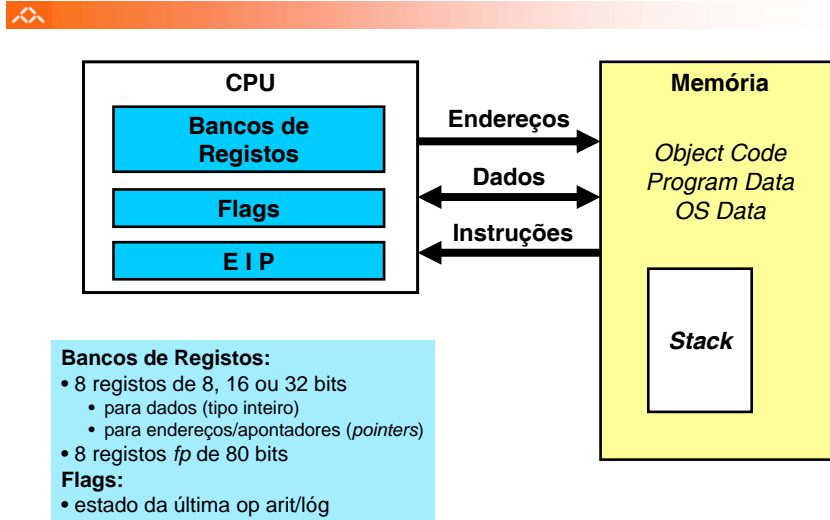 CPU
Bancos de
Registos
Flags
E I P
Endereços
Dados
Instruções
Memória
Object Code
Program Data
OS Data
Stack
Bancos de Registos:
• 8 registos de 8, 16 ou 32 bits
• para dados (tipo inteiro)
• para endereços/apontadores (pointers)
• 8 registos fp de 80 bits
Flags:
• estado da última op arit/lóg